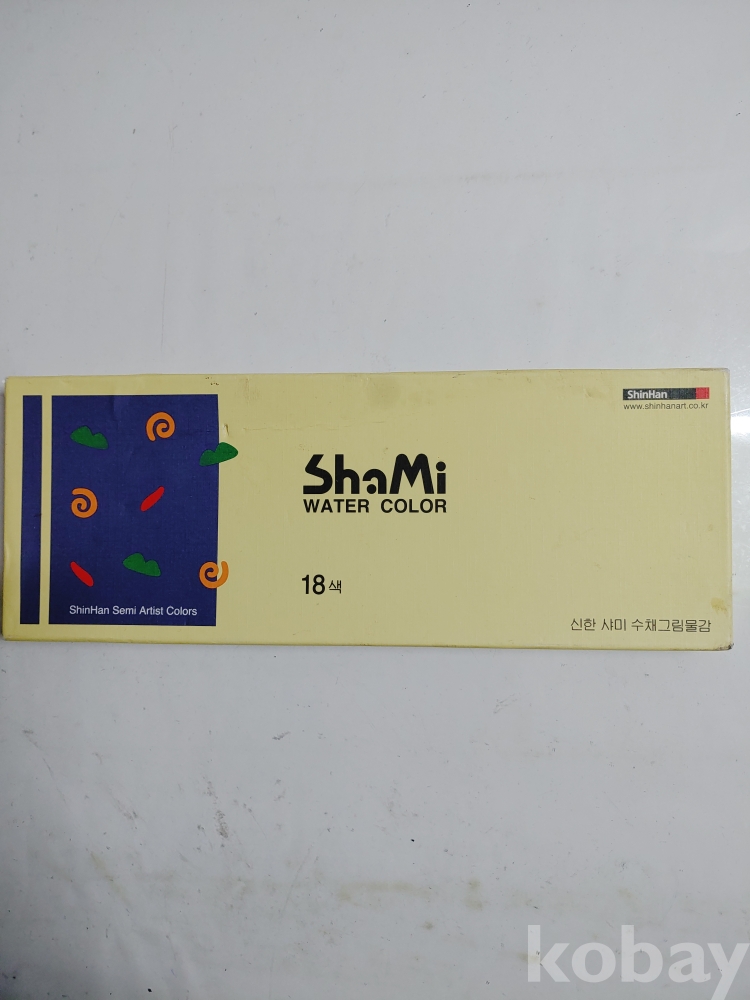 ShinHan
www.shinhanart.co.kr
ShaMi
WATER COLOR
18색
ShinHan Semi Artist Colors
신한 샤미 수채그림물감
kobay